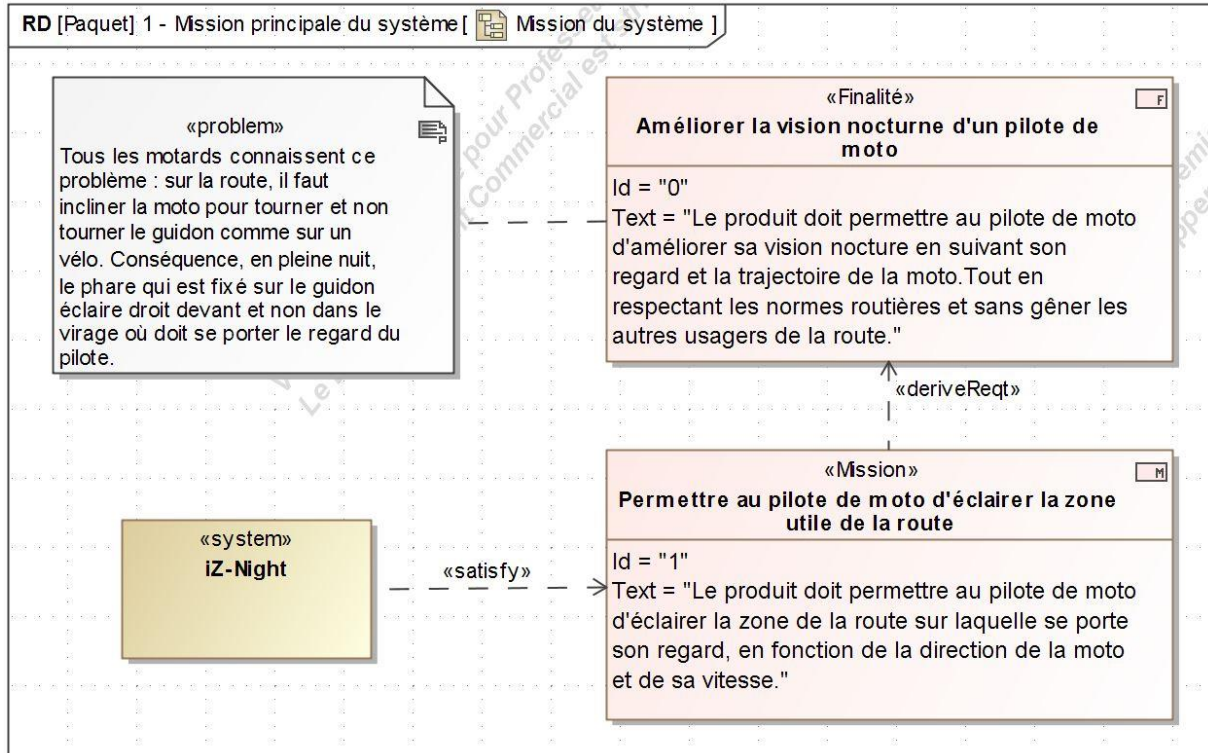 RD [Paquet] 1 - Mission principale du système [ Mission du système ]
«problem»
Tous les motards connaissent ce
problème : sur la route, il faut
incliner la moto pour tourner et non
tourner le guidon comme sur un
vélo. Conséquence, en pleine nuit,
le phare qui est fixé sur le guidon
éclaire droit devant et non dans le
virage où doit se porter le regard du
pilote.
«Finalité»
F
Améliorer la vision nocturne d'un pilote de
moto
Id = "0"
Text = "Le produit doit permettre au pilote de moto
d'améliorer sa vision nocture en suivant son
regard et la trajectoire de la moto.Tout en
respectant les normes routières et sans gêner les
autres usagers de la route."
«deriveReqt»
«Mission»
M
Permettre au pilote de moto d'éclairer la zone
utile de la route
Id = "1"
Text = "Le produit doit permettre au pilote de moto
d'éclairer la zone de la route sur laquelle se porte
son regard, en fonction de la direction de la moto
et de sa vitesse."
«system»
iZ-Night
«satisfy»
pour Profes
Commercial est
Le